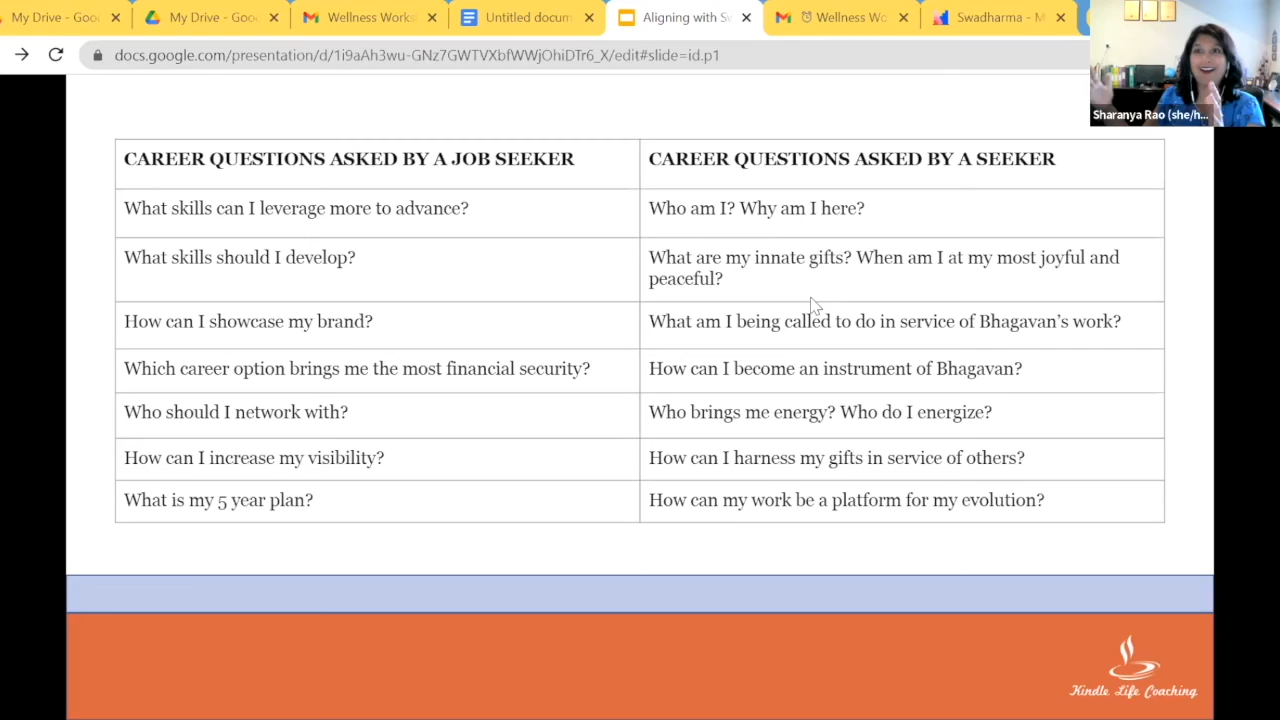 My Drive - Goo
My Drive - Goo
Wellness Works
Untitled docum
Aligning with Sw
Wellness Wo
Swadharma - M
docs.google.com/presentation/d/1i9aAh3wu-GNz7GWTVXbfWWjOhiDTr6_X/edit#slide=id.p1
Sharanya Rao (she/h...
CAREER QUESTIONS ASKED BY A JOB SEEKER
CAREER QUESTIONS ASKED BY A SEEKER
What skills can I leverage more to advance?
Who am I? Why am I here?
What skills should I develop?
What are my innate gifts? When am I at my most joyful and
peaceful?
How can I showcase my brand?
What am I being called to do in service of Bhagavan's work?
Which career option brings me the most financial security?
How can I become an instrument of Bhagavan?
Who should I network with?
Who brings me energy? Who do I energize?
How can I increase my visibility?
How can I harness my gifts in service of others?
What is my 5 year plan?
How can my work be a platform for my evolution?
Kindle Life Coaching